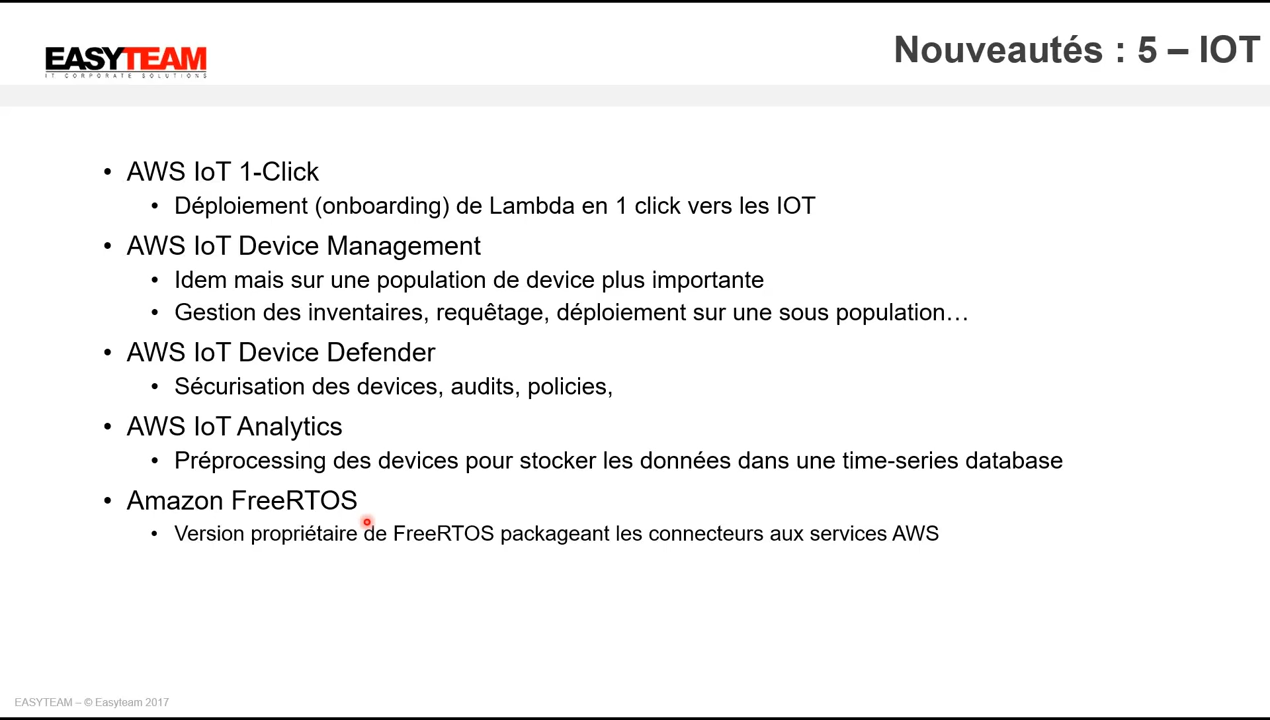 EASYTEAM
IT CORPORATE SOLUTIONS
Nouveautés : 5 – IOT
• AWS IoT 1-Click
• Déploiement (onboarding) de Lambda en 1 click vers les IOT
• AWS IoT Device Management
• Idem mais sur une population de device plus importante
• Gestion des inventaires, requêtage, déploiement sur une sous population…
• AWS IoT Device Defender
• Sécurisation des devices, audits, policies,
• AWS IoT Analytics
• Préprocessing des devices pour stocker les données dans une time-series database
• Amazon FreeRTOS
• Version propriétaire de FreeRTOS packageant les connecteurs aux services AWS
EASYTEAM – © Easyteam 2017